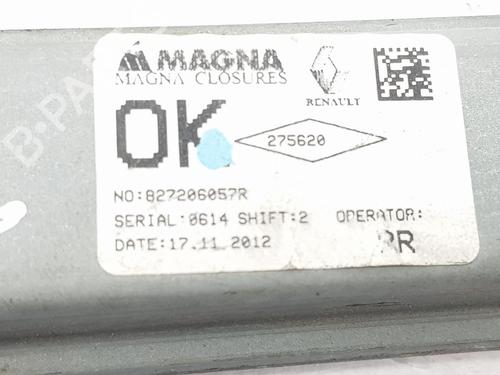 MAGNA
MAGNA CLOSURES
RENAULT
OK
275620
NO:827206057R
SERIAL:0614 SHIFT:2 OPERATOR:
DATE:17.11.2012 RR